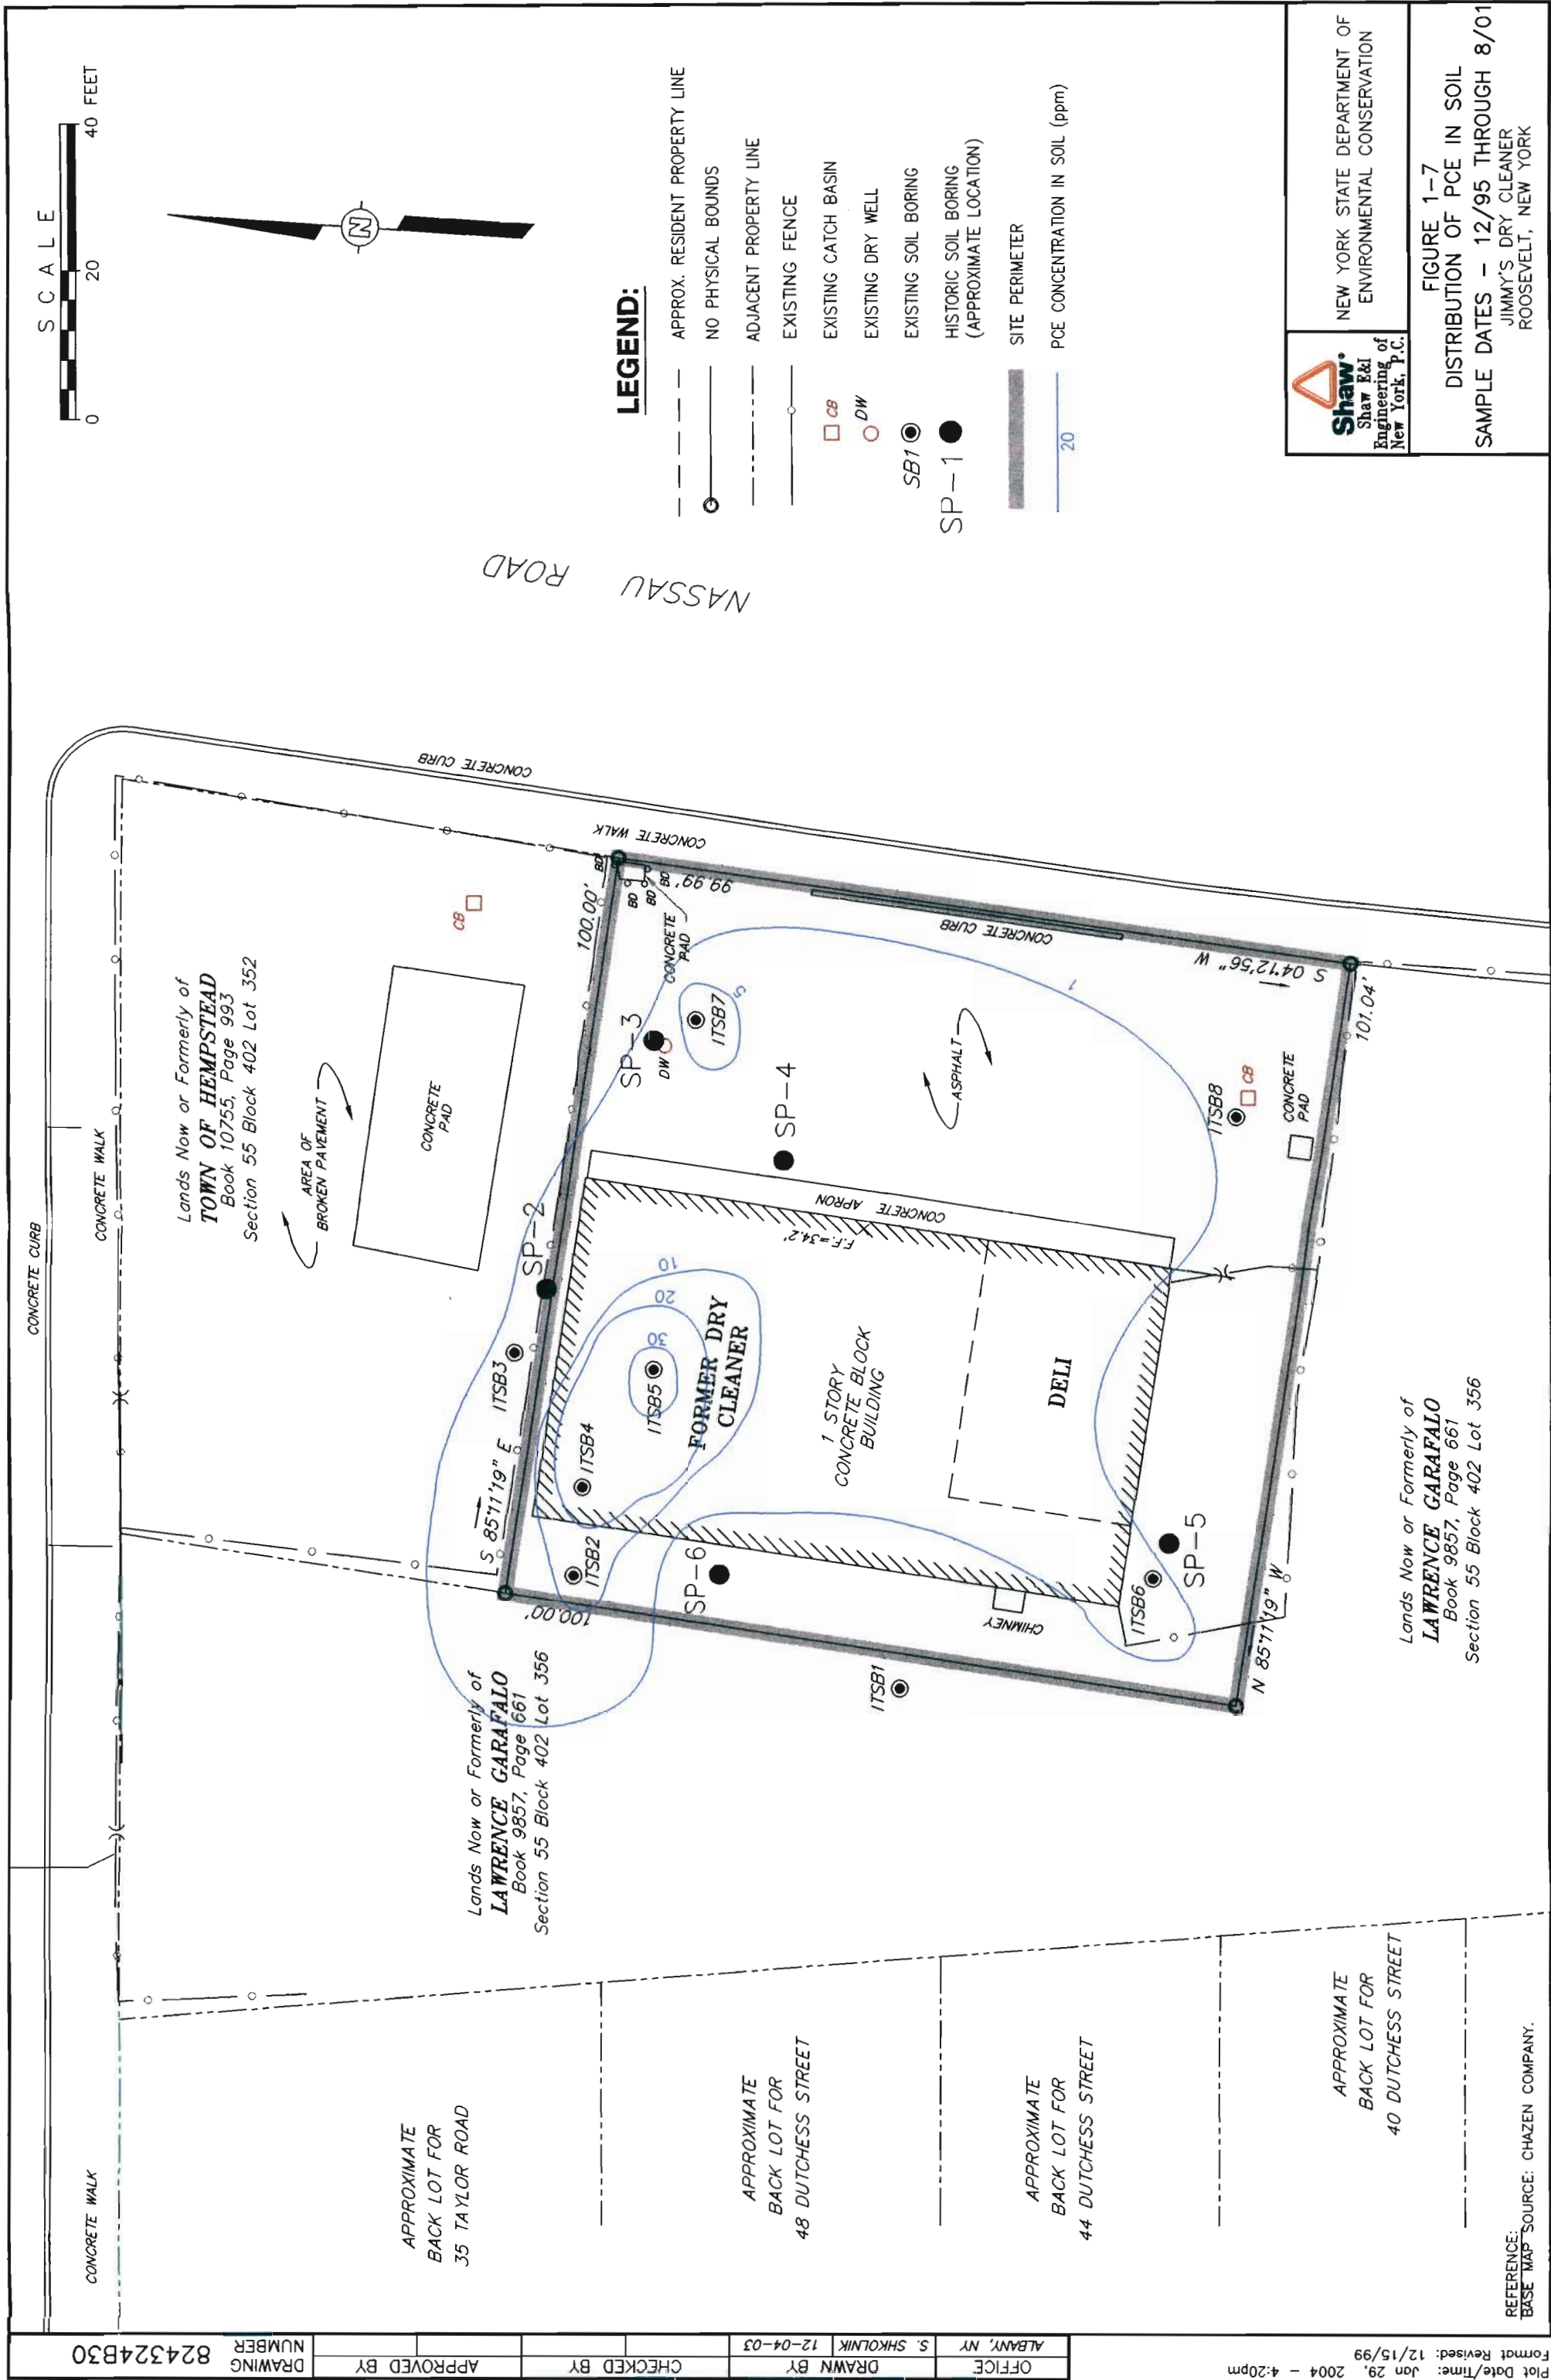 CONCRETE CURB
CONCRETE WALK
CONCRETE WALK
Lands Now or Formerly of
TOWN OF HEMPSTEAD
Book 10755, Page 993
Section 55 Block 402 Lot 352
AREA OF
BROKEN PAVEMENT
CONCRETE
PAD
CB
CONCRETE CURB
CONCRETE WALK
NASSAU ROAD
S 85°11'19" E
100.00'
BD
BD
BD
BD
99.99'
CONCRETE
PAD
CONCRETE CURB
S 04°12'56" W
101.04'
N 85°11'19" W
100.00'
ITSB3
SP-2
SP-3
DW
ITSB7
5
SP-4
ASPHALT
1
ITSB8
CB
CONCRETE
PAD
CONCRETE APRON
F.F.=34.2'
10
20
30
ITSB5
ITSB4
ITSB2
FORMER DRY
CLEANER
1 STORY
CONCRETE BLOCK
BUILDING
DELI
SP-6
CHIMNEY
ITSB6
SP-5
ITSB1
Lands Now or Formerly of
LAWRENCE GARAFALO
Book 9857, Page 661
Section 55 Block 402 Lot 356
Lands Now or Formerly of
LAWRENCE GARAFALO
Book 9857, Page 661
Section 55 Block 402 Lot 356
APPROXIMATE
BACK LOT FOR
35 TAYLOR ROAD
APPROXIMATE
BACK LOT FOR
48 DUTCHESS STREET
APPROXIMATE
BACK LOT FOR
44 DUTCHESS STREET
APPROXIMATE
BACK LOT FOR
40 DUTCHESS STREET
SCALE
0 20 40 FEET
N
LEGEND:
APPROX. RESIDENT PROPERTY LINE
NO PHYSICAL BOUNDS
ADJACENT PROPERTY LINE
EXISTING FENCE
CB EXISTING CATCH BASIN
DW EXISTING DRY WELL
SB1 EXISTING SOIL BORING
SP-1 HISTORIC SOIL BORING
(APPROXIMATE LOCATION)
SITE PERIMETER
20 PCE CONCENTRATION IN SOIL (ppm)
Shaw®
Shaw E&I
Engineering of
New York, P.C.
NEW YORK STATE DEPARTMENT OF
ENVIRONMENTAL CONSERVATION
FIGURE 1-7
DISTRIBUTION OF PCE IN SOIL
SAMPLE DATES - 12/95 THROUGH 8/01
JIMMY'S DRY CLEANER
ROOSEVELT, NEW YORK
REFERENCE:
BASE MAP SOURCE: CHAZEN COMPANY.
DRAWING
NUMBER
824324B30
APPROVED BY
CHECKED BY
DRAWN BY
S. SHKOLNIK 12-04-03
OFFICE
ALBANY, NY
Plot Date/Time: Jan 29, 2004 - 4:20pm
Format Revised: 12/15/99